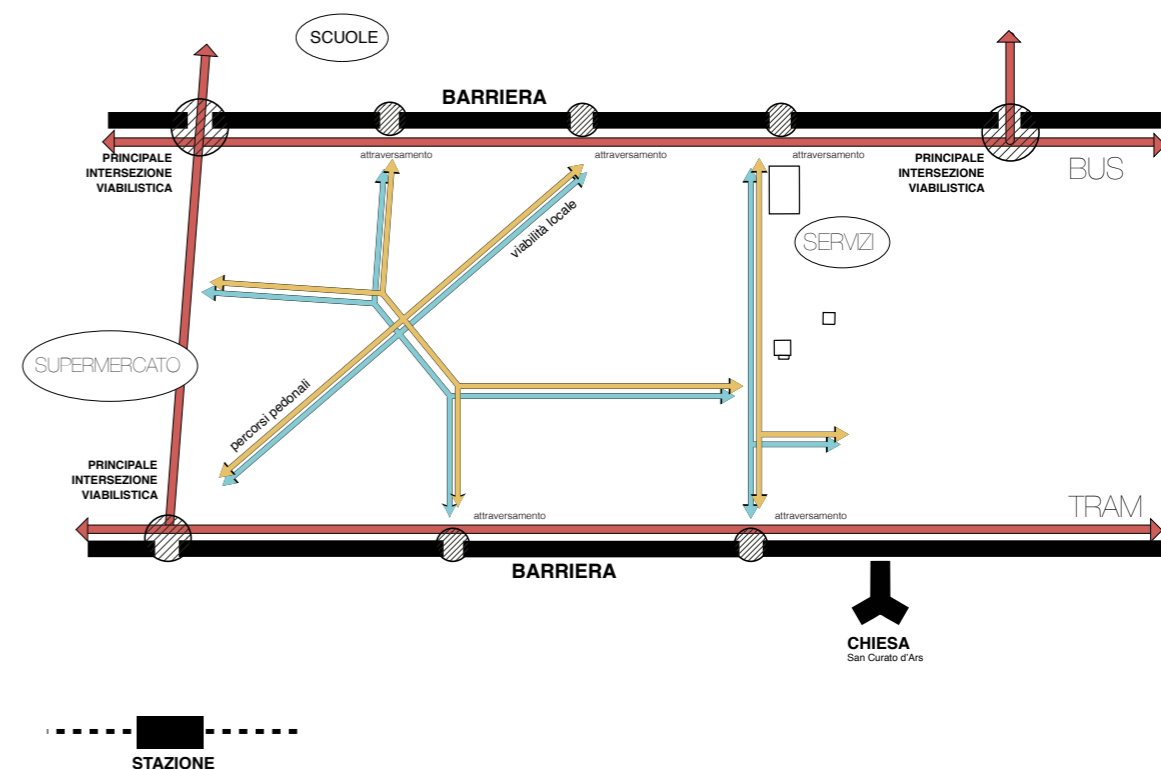 SCUOLE
BARRIERA
PRINCIPALE
INTERSEZIONE
VIABILISTICA
attraversamento
attraversamento
attraversamento
PRINCIPALE
INTERSEZIONE
VIABILISTICA
BUS
viabilità locale
SERVIZI
SUPERMERCATO
percorsi pedonali
PRINCIPALE
INTERSEZIONE
VIABILISTICA
attraversamento
attraversamento
TRAM
BARRIERA
CHIESA
San Curato d'Ars
STAZIONE